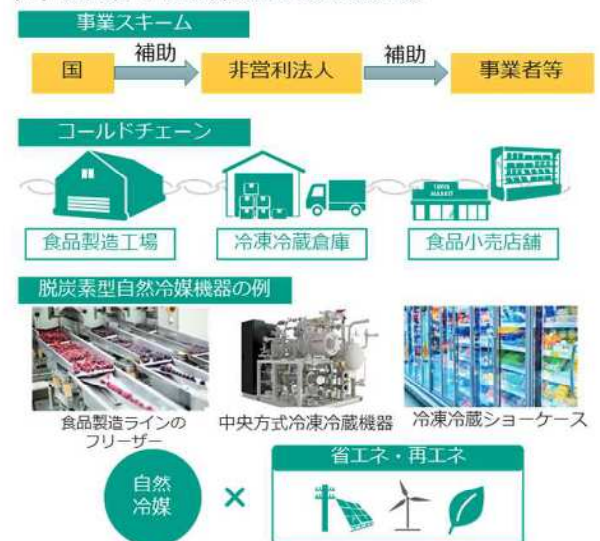 事業スキーム
国
補助
非営利法人
補助
事業者等
コールドチェーン
食品製造工場
冷凍冷蔵倉庫
食品小売店舗
脱炭素型自然冷媒機器の例
食品製造ラインの
フリーザー
中央方式冷凍冷蔵機器
冷凍冷蔵ショーケース
自然
冷媒
×
省エネ・再エネ